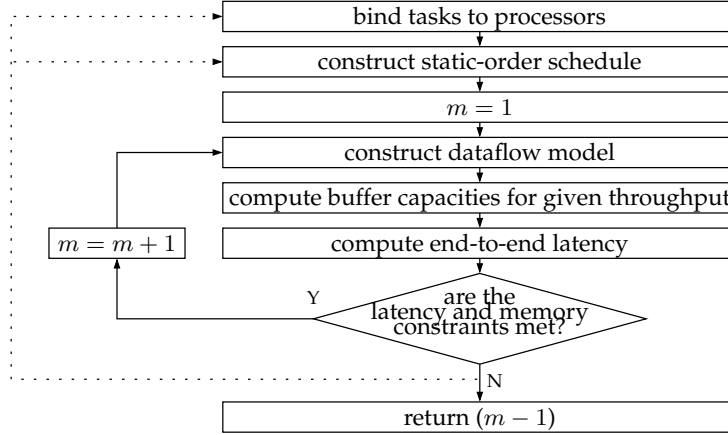 bind tasks to processors
construct static-order schedule
m = 1
construct dataflow model
compute buffer capacities for given throughput
m = m + 1
compute end-to-end latency
Y
are the
latency and memory
constraints met?
N
return (m − 1)